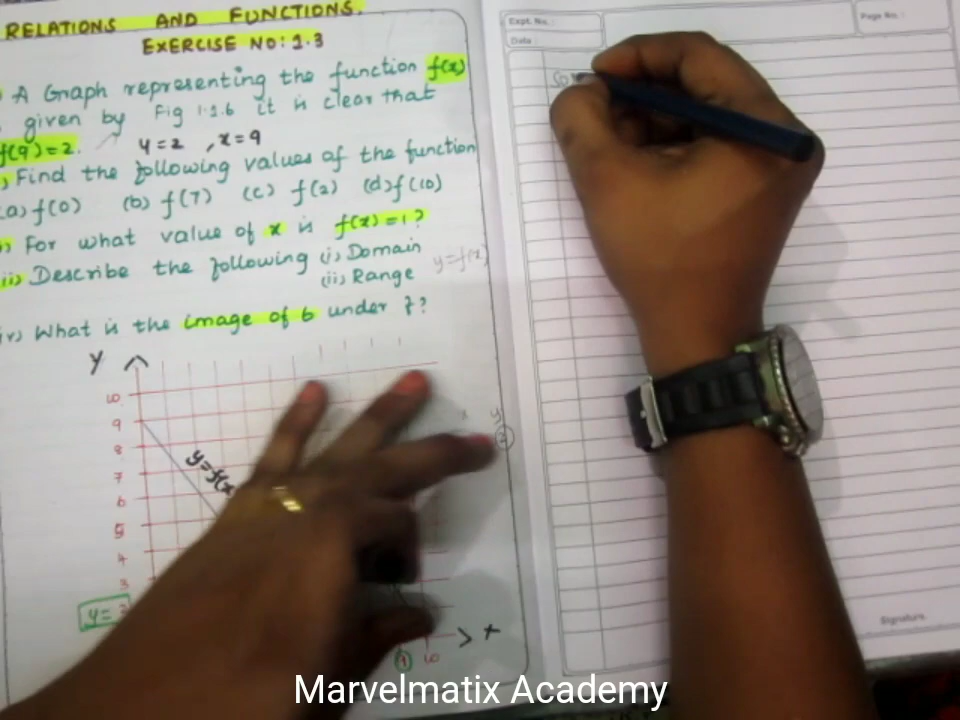 RELATIONS AND FUNCTIONS.
EXERCISE NO: 1.3
A Graph representing the function f(x)
given by Fig 1.1.6 it is clear that
f(9)=2. y=2 , x=9
Find the following values of the function
(a) f(0) (b) f(7) (c) f(2) (d) f(10)
For what value of x is f(x)=1?
ii) Describe the following (i) Domain
(ii) Range y=f(x)
iv) What is the image of 6 under f?
Y
10
9
8
7
6
5
4
3
y=
y=f(x
x
9 10
Expt. No. :
Date :
Page No. :
Signature
Marvelmatix Academy